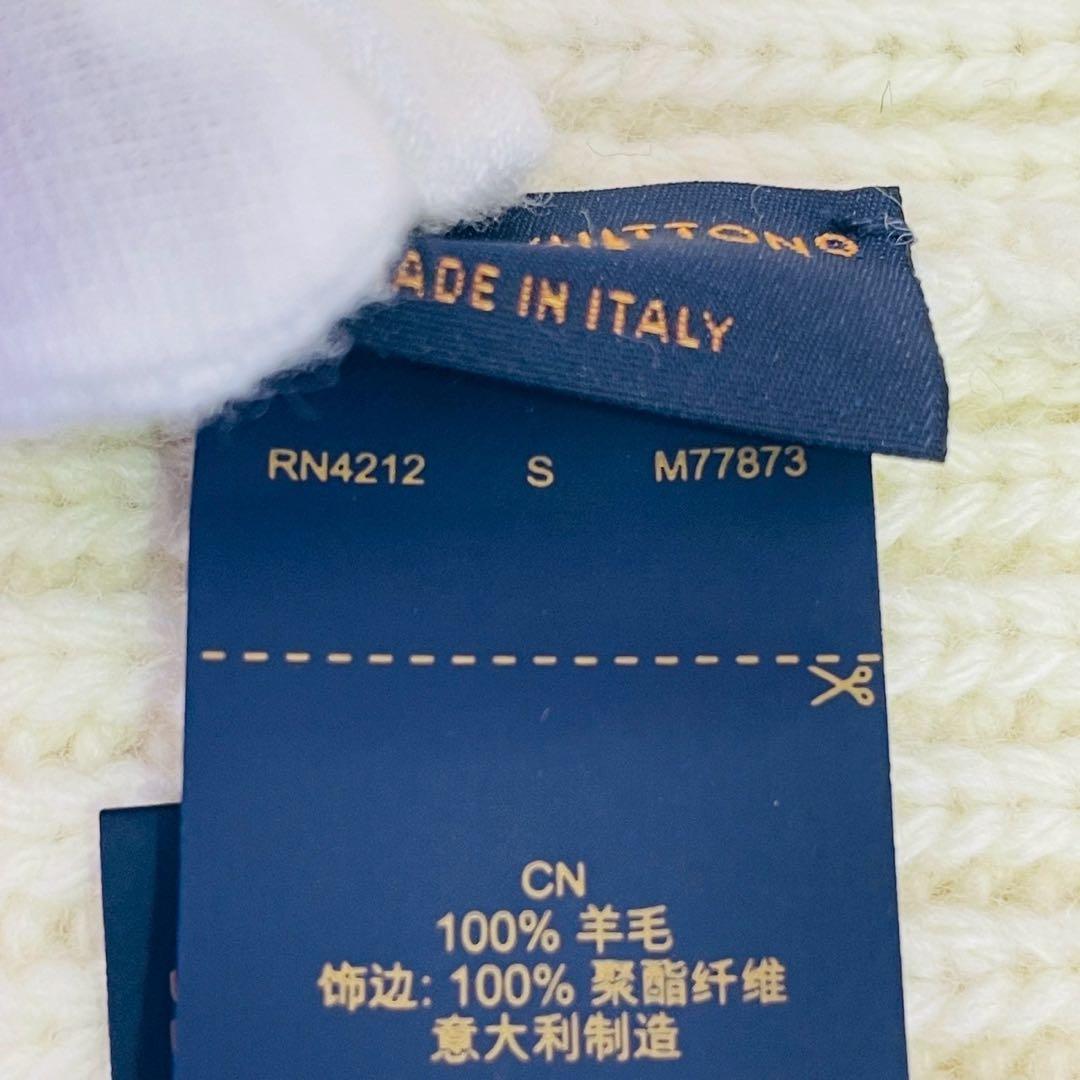 ADE IN ITALY
RN4212 S M77873
CN
100% 羊毛
饰边: 100% 聚酯纤维
意大利制造